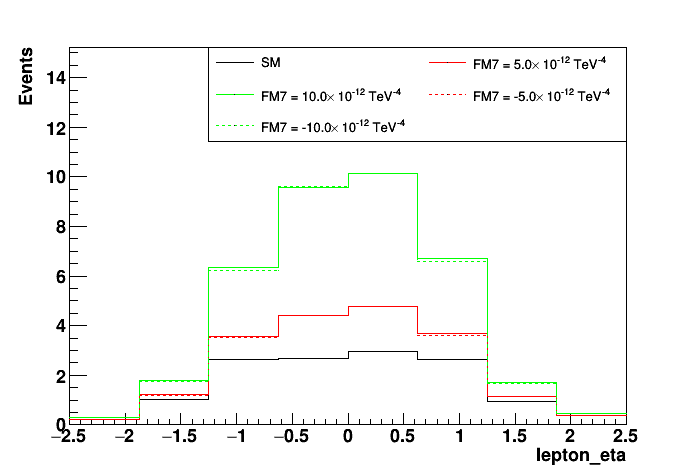 Events
SM
FM7 = 5.0× 10⁻¹² TeV⁻⁴
FM7 = 10.0× 10⁻¹² TeV⁻⁴
FM7 = -5.0× 10⁻¹² TeV⁻⁴
FM7 = -10.0× 10⁻¹² TeV⁻⁴
14
12
10
8
6
4
2
0
−2.5 −2 −1.5 −1 −0.5 0 0.5 1 1.5 2 2.5
lepton_eta